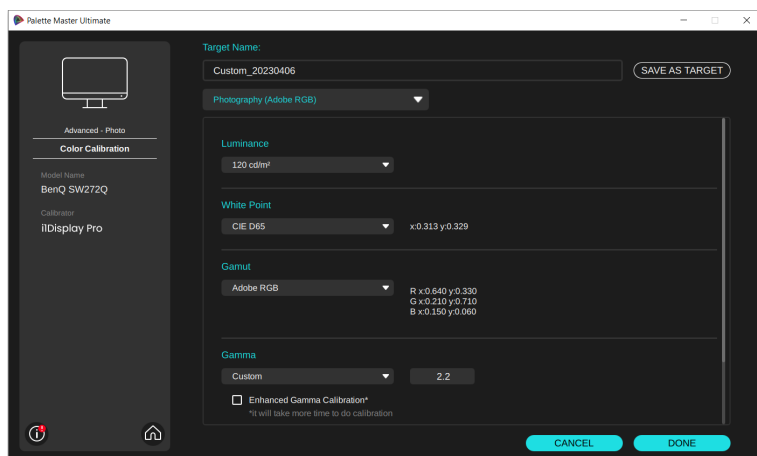 Palette Master Ultimate
Target Name:
Custom_20230406
SAVE AS TARGET
Photography (Adobe RGB)
Advanced - Photo
Color Calibration
Model Name
BenQ SW272Q
Calibrator
i1Display Pro
Luminance
120 cd/m²
White Point
CIE D65
x:0.313 y:0.329
Gamut
Adobe RGB
R x:0.640 y:0.330
G x:0.210 y:0.710
B x:0.150 y:0.060
Gamma
Custom
2.2
Enhanced Gamma Calibration*
*it will take more time to do calibration
CANCEL
DONE